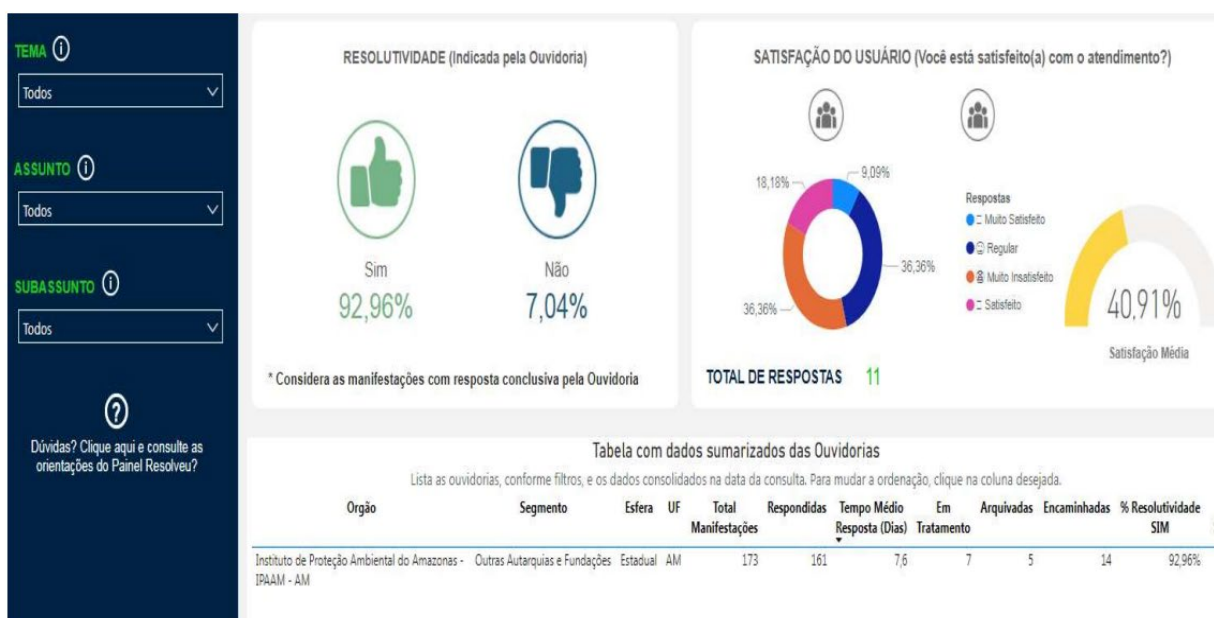 TEMA
Todos
ASSUNTO
Todos
SUBASSUNTO
Todos
Dúvidas? Clique aqui e consulte as
orientações do Painel Resolveu?
RESOLUTIVIDADE (Indicada pela Ouvidoria)
Sim
92,96%
Não
7,04%
* Considera as manifestações com resposta conclusiva pela Ouvidoria
SATISFAÇÃO DO USUÁRIO (Você está satisfeito(a) com o atendimento?)
9,09%
18,18%
36,36%
36,36%
Respostas
Muito Satisfeito
Regular
Muito Insatisfeito
Satisfeito
40,91%
Satisfação Média
TOTAL DE RESPOSTAS 11
Tabela com dados sumarizados das Ouvidorias
Lista as ouvidorias, conforme filtros, e os dados consolidados na data da consulta. Para mudar a ordenação, clique na coluna desejada.
Orgão Segmento Esfera UF Total Respondidas Tempo Médio Em Arquivadas Encaminhadas % Resolutividade
Manifestações Resposta (Dias) Tratamento SIM
Instituto de Proteção Ambiental do Amazonas - Outras Autarquias e Fundações Estadual AM 173 161 7,6 7 5 14 92,96%
IPAAM - AM